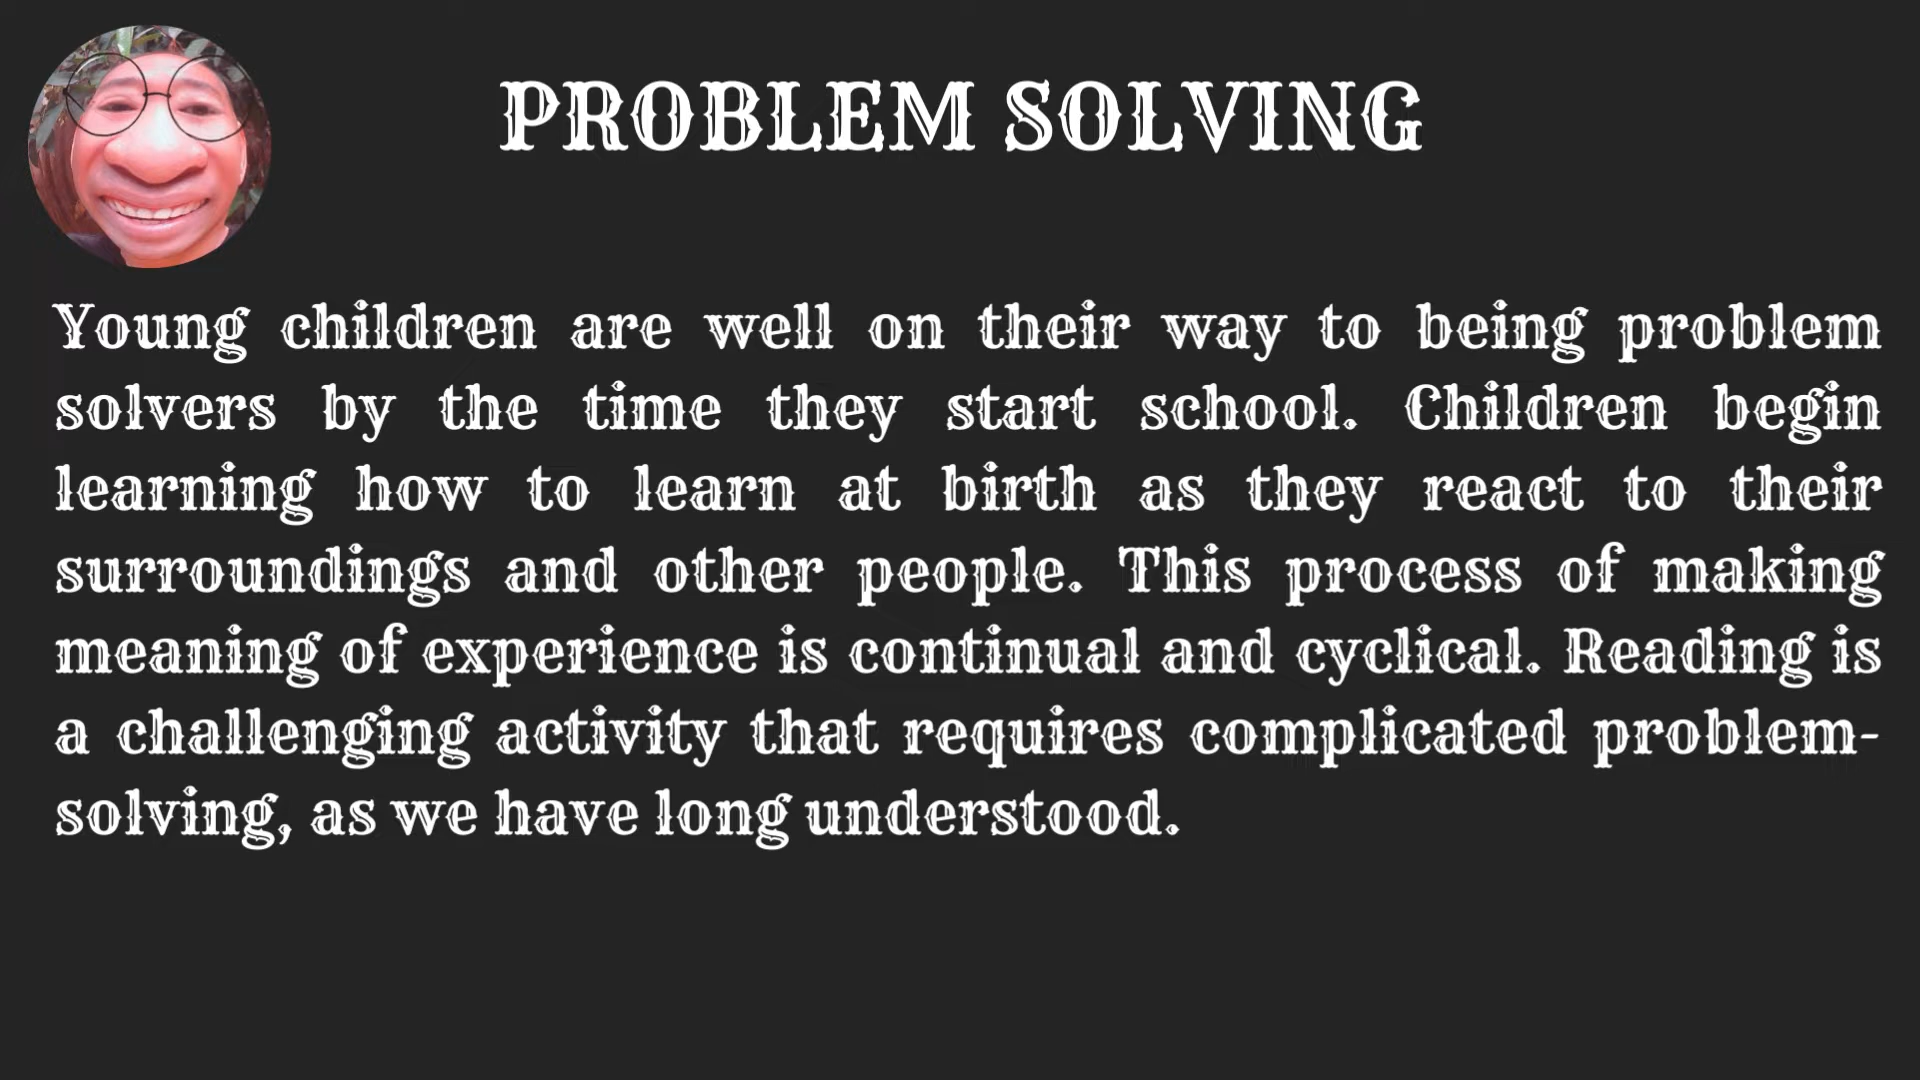 PROBLEM SOLVING
Young children are well on their way to being problem
solvers by the time they start school. Children begin
learning how to learn at birth as they react to their
surroundings and other people. This process of making
meaning of experience is continual and cyclical. Reading is
a challenging activity that requires complicated problem-
solving, as we have long understood.